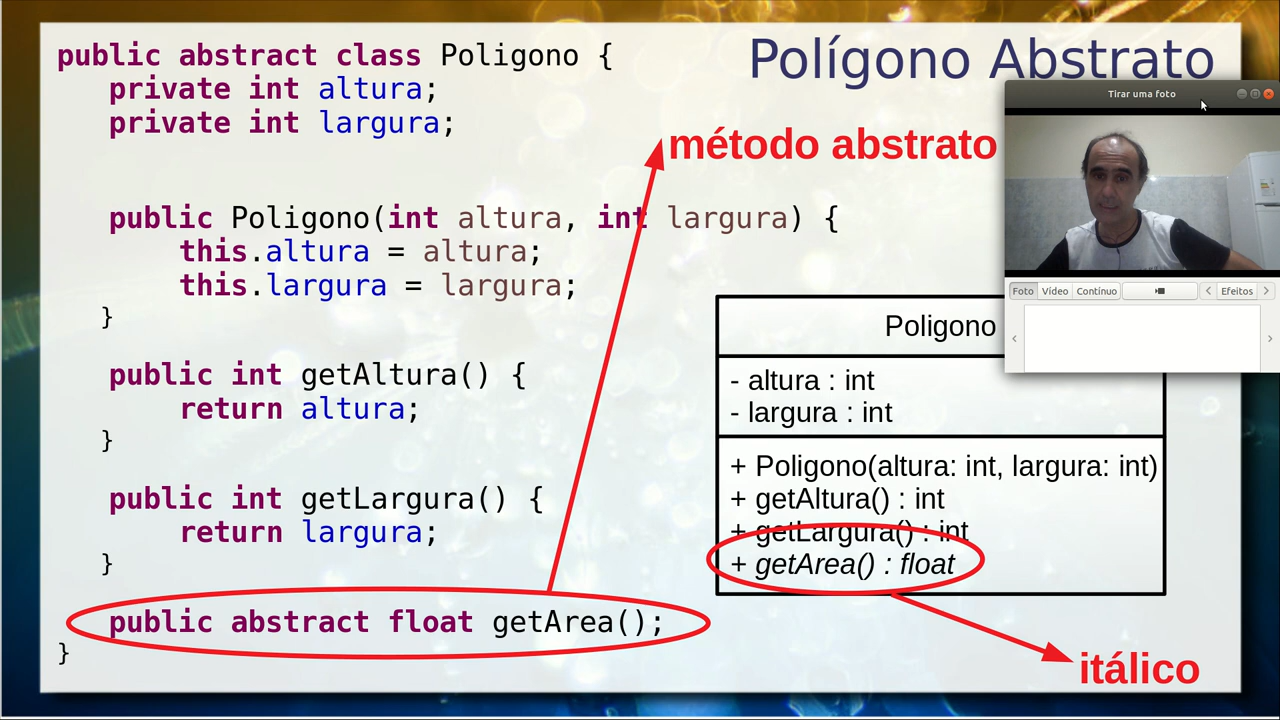 Polígono Abstrato
public abstract class Poligono {
private int altura;
private int largura;
public Poligono(int altura, int largura) {
this.altura = altura;
this.largura = largura;
}
public int getAltura() {
return altura;
}
public int getLargura() {
return largura;
}
public abstract float getArea();
}
método abstrato
Tirar uma foto
Foto Vídeo Contínuo Efeitos
Poligono
- altura : int
- largura : int
+ Poligono(altura: int, largura: int)
+ getAltura() : int
+ getLargura() : int
+ getArea() : float
itálico